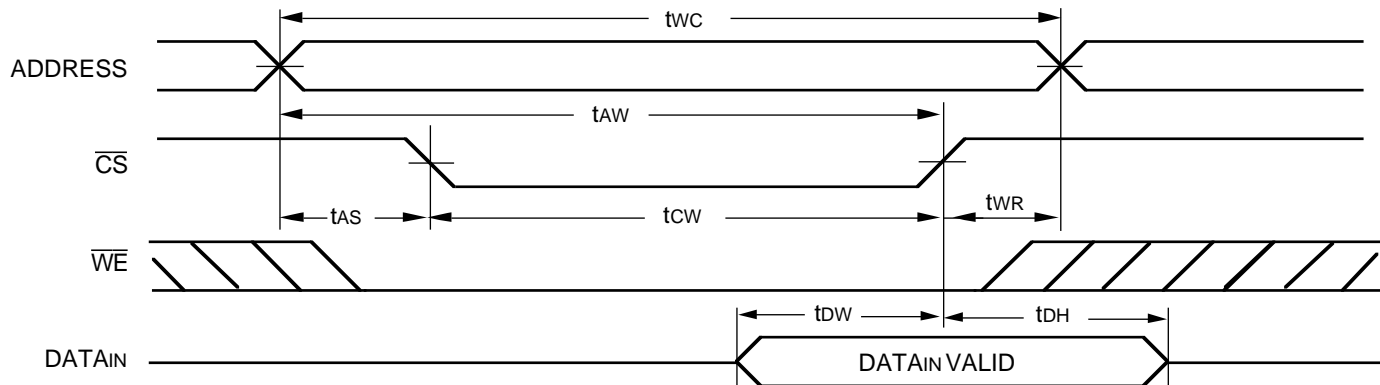 tWC
ADDRESS
tAW
CS
tAS
tCW
tWR
WE
tDW
tDH
DATAIN
DATAIN VALID